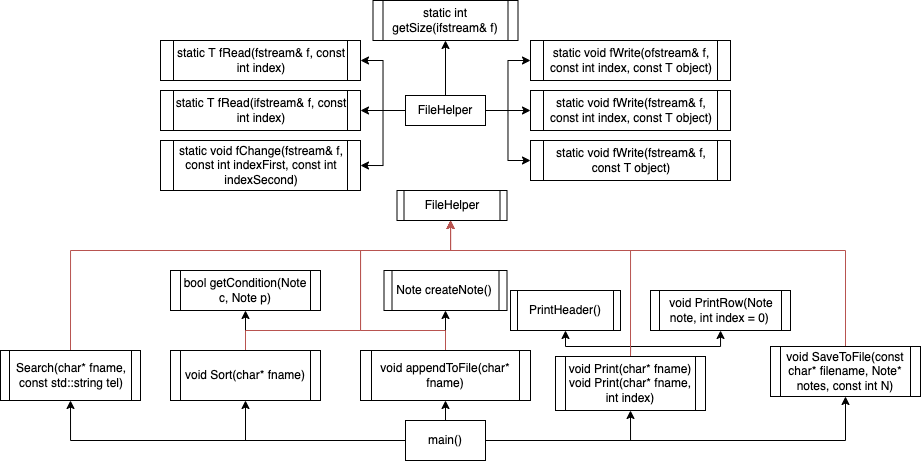 static int
getSize(ifstream& f)
static T fRead(fstream& f, const
int index)
static void fWrite(ofstream& f,
const int index, const T object)
static T fRead(ifstream& f, const
int index)
FileHelper
static void fWrite(fstream& f,
const int index, const T object)
static void fChange(fstream& f,
const int indexFirst, const int
indexSecond)
static void fWrite(fstream& f,
const T object)
FileHelper
bool getCondition(Note
c, Note p)
Note createNote()
PrintHeader()
void PrintRow(Note
note, int index = 0)
Search(char* fname,
const std::string tel)
void Sort(char* fname)
void appendToFile(char*
fname)
void Print(char* fname)
void Print(char* fname,
int index)
void SaveToFile(const
char* filename, Note*
notes, const int N)
main()